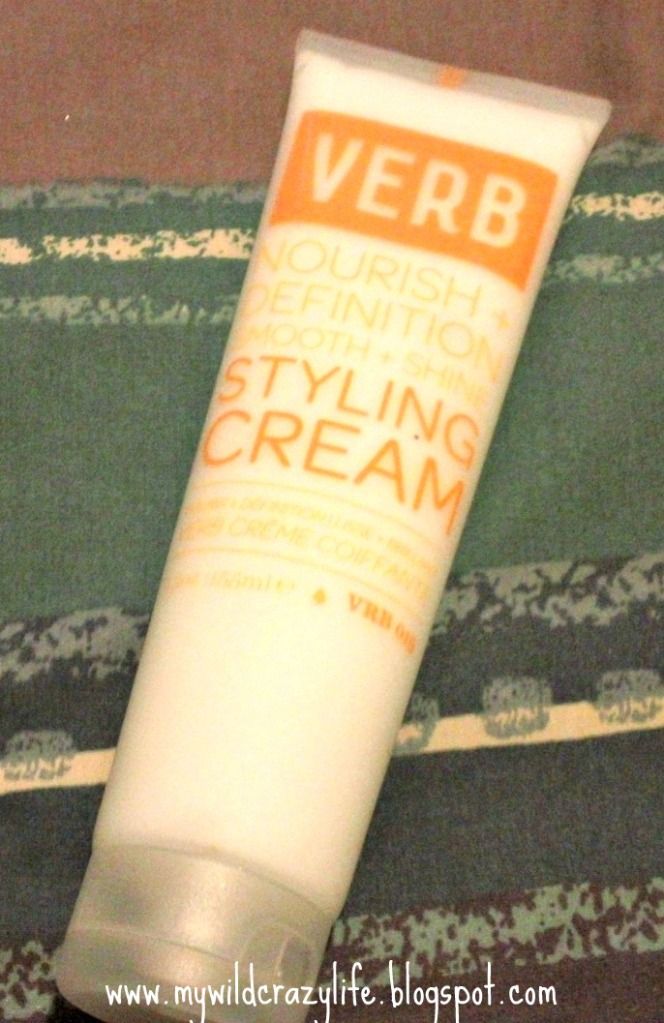 VERB
NOURISH +
DEFINITION
SMOOTH + SHINE
STYLING
CREAM
CRÈME COIFFANTE
VRB
www.mywildcrazylife.blogspot.com